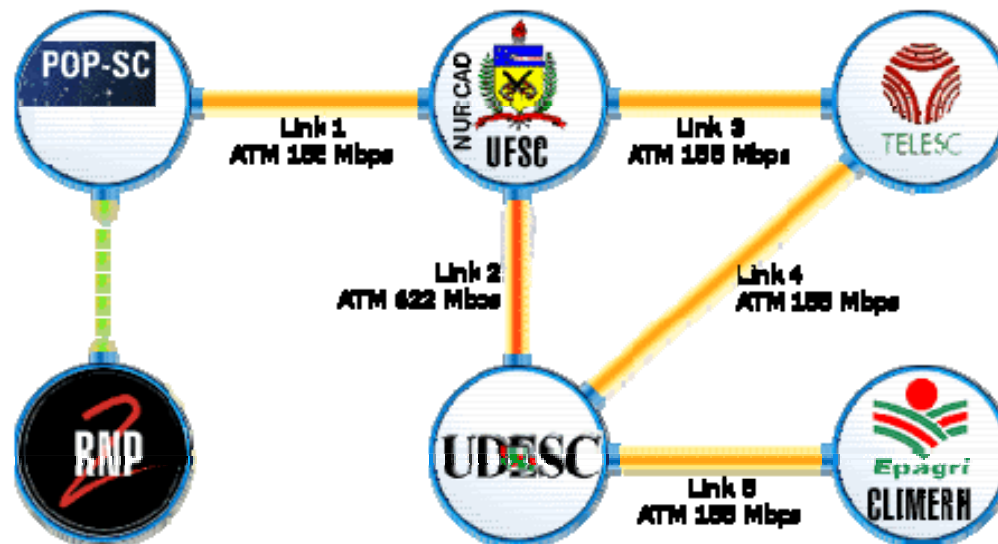 POP-SC
NURCAD
UFSC
TELESC
Link 1
ATM 155 Mbps
Link 3
ATM 155 Mbps
Link 2
ATM 622 Mbps
Link 4
ATM 155 Mbps
RNP
2
UDESC
Link 5
ATM 155 Mbps
Epagri
CLIMERH